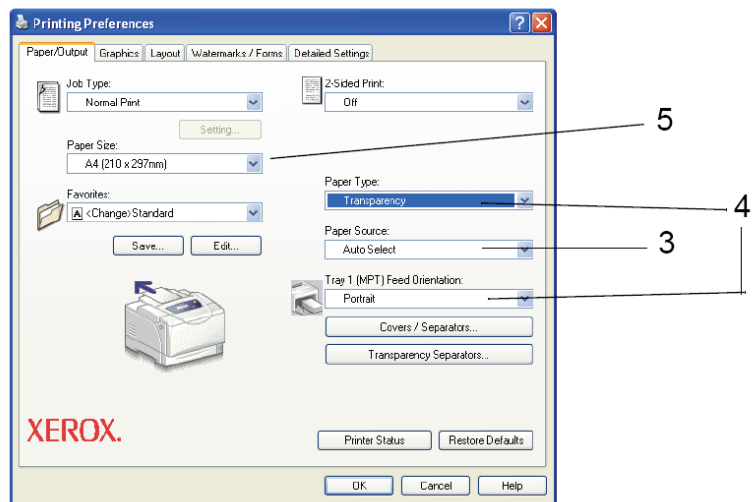 Printing Preferences
Paper/Output Graphics Layout Watermarks / Forms Detailed Settings
Job Type:
Normal Print
Setting...
Paper Size:
A4 (210 x 297mm)
Favorites:
A <Change>Standard
Save... Edit...
2-Sided Print:
Off
Paper Type:
Transparency
Paper Source:
Auto Select
Tray 1 (MPT) Feed Orientation:
Portrait
Covers / Separators...
Transparency Separators...
XEROX.
Printer Status Restore Defaults
OK Cancel Help
5
4
3